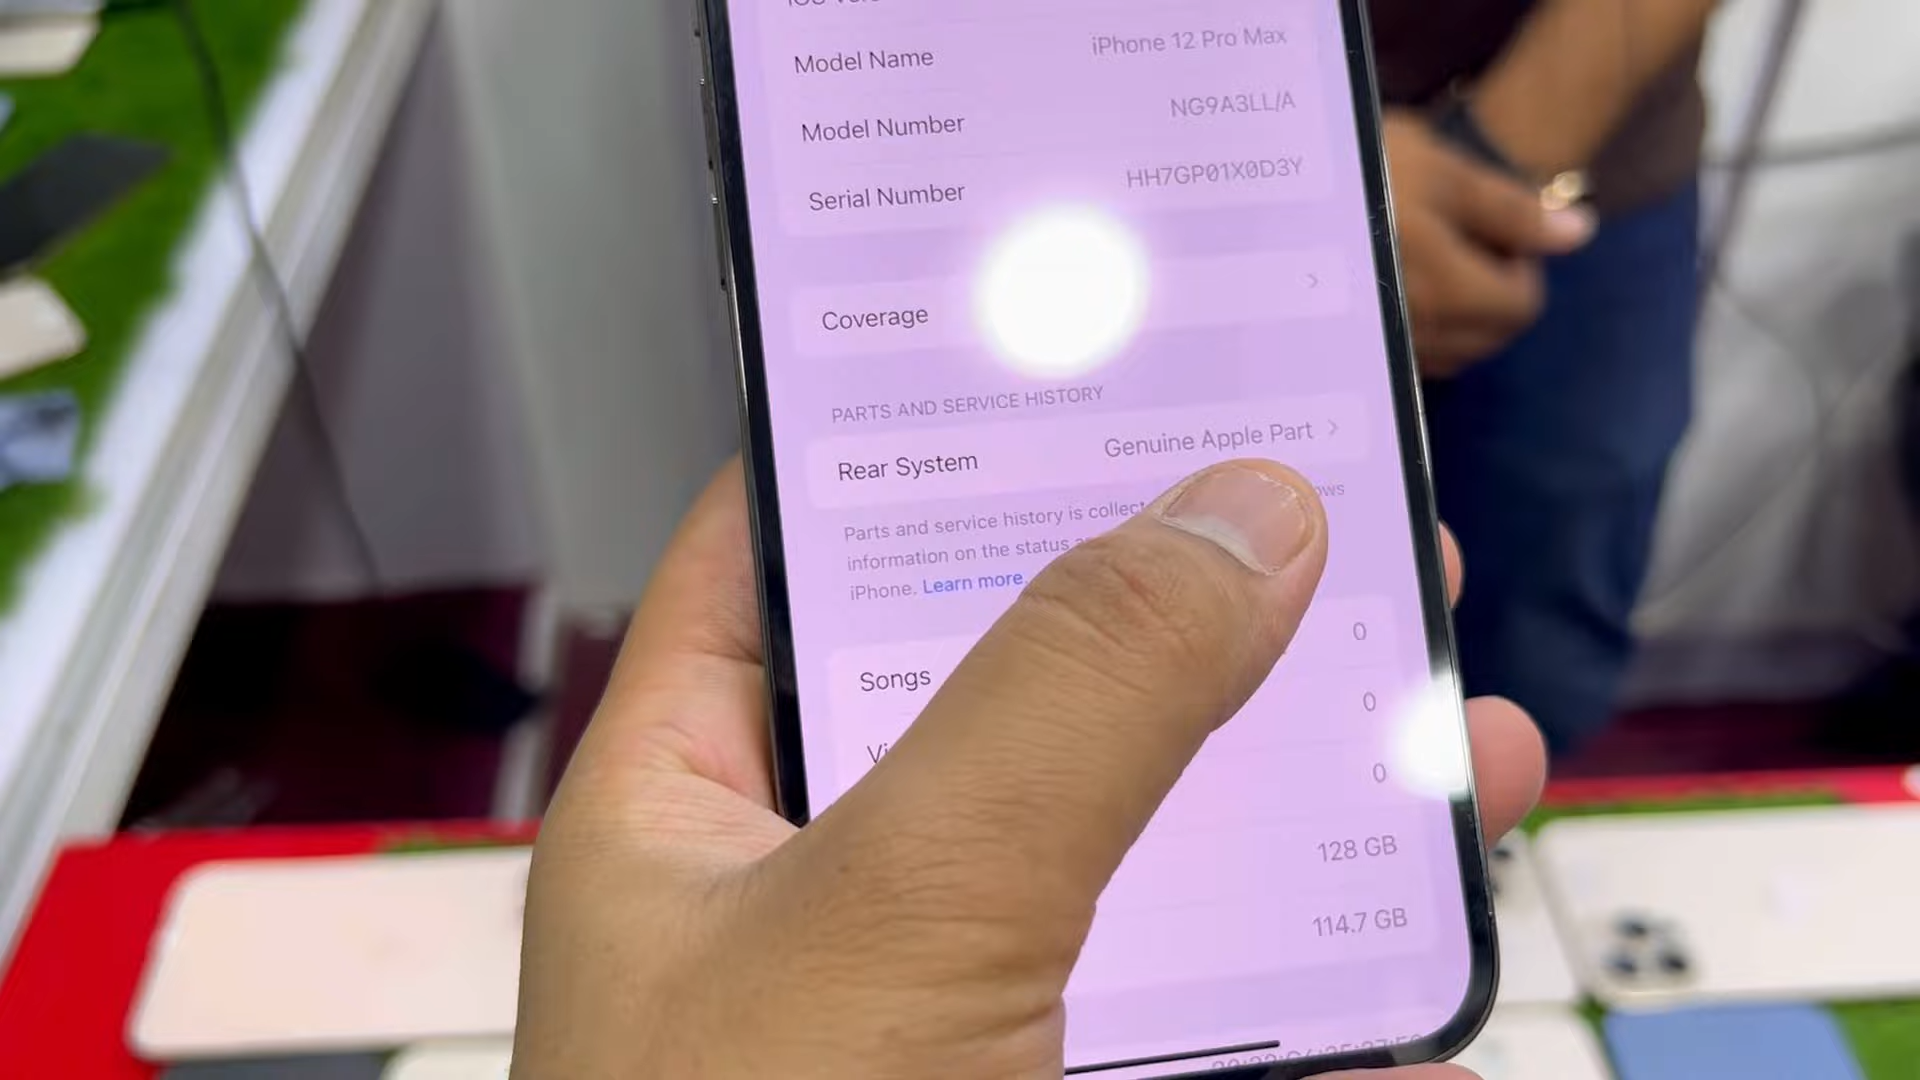 Model Name iPhone 12 Pro Max
Model Number NG9A3LL/A
Serial Number HH7GP01X0D3Y
Coverage
PARTS AND SERVICE HISTORY
Rear System Genuine Apple Part
Parts and service history is
information on the status
iPhone. Learn more.
Songs 0
0
0
128 GB
114.7 GB